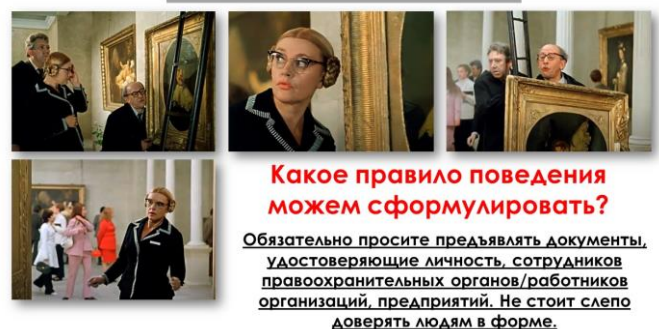 Какое правило поведения
можем сформулировать?
Обязательно просите предъявлять документы,
удостоверяющие личность, сотрудников
правоохранительных органов/работников
организаций, предприятий. Не стоит слепо
доверять людям в форме.